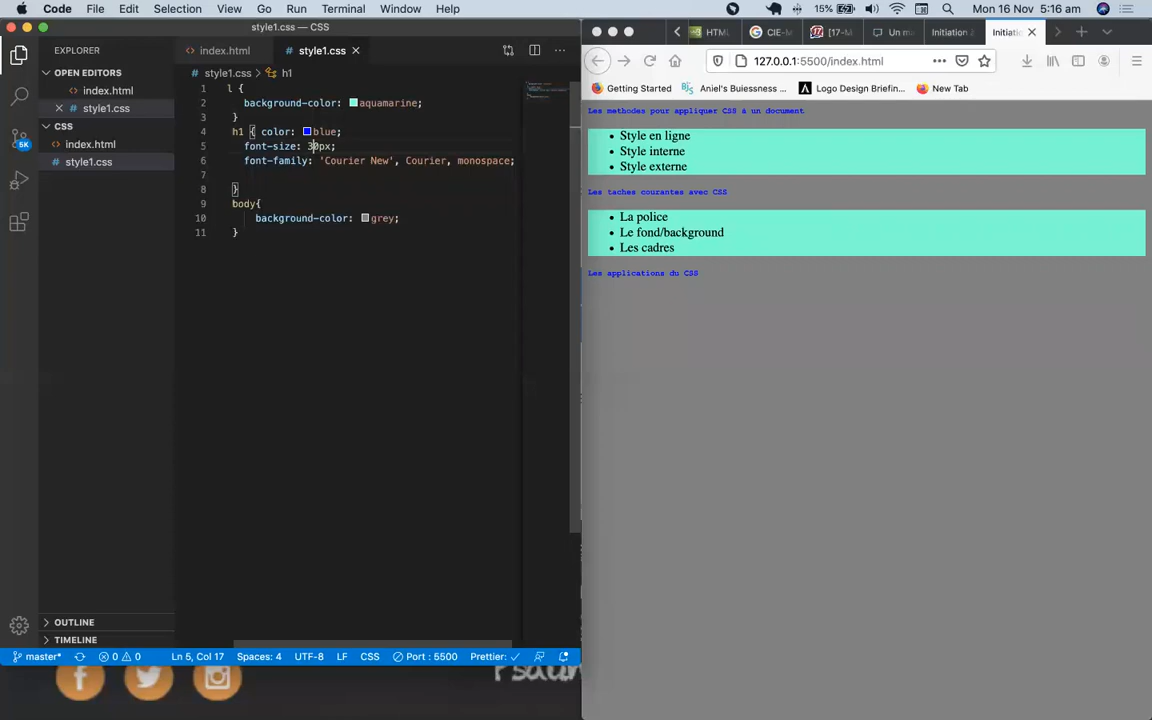 Code File Edit Selection View Go Run Terminal Window Help
15% Mon 16 Nov 5:16 am
style1.css — CSS
EXPLORER
OPEN EDITORS
index.html
style1.css
CSS
index.html
style1.css
5K
OUTLINE
TIMELINE
index.html
style1.css
style1.css > h1
1 l {
2 background-color: aquamarine;
3 }
4 h1 { color: blue;
5 font-size: 30px;
6 font-family: 'Courier New', Courier, monospace;
7
8 }
9 body{
10 background-color: grey;
11 }
master* 0 0 Ln 5, Col 17 Spaces: 4 UTF-8 LF CSS Port : 5500 Prettier: ✓
HTML CIE-M [17-M Un m Initiation Initiati
127.0.0.1:5500/index.html
Getting Started Aniel's Buiessness ... Logo Design Briefin... New Tab
Les methodes pour appliquer CSS à un document
• Style en ligne
• Style interne
• Style externe
Les taches courantes avec CSS
• La police
• Le fond/background
• Les cadres
Les applications du CSS